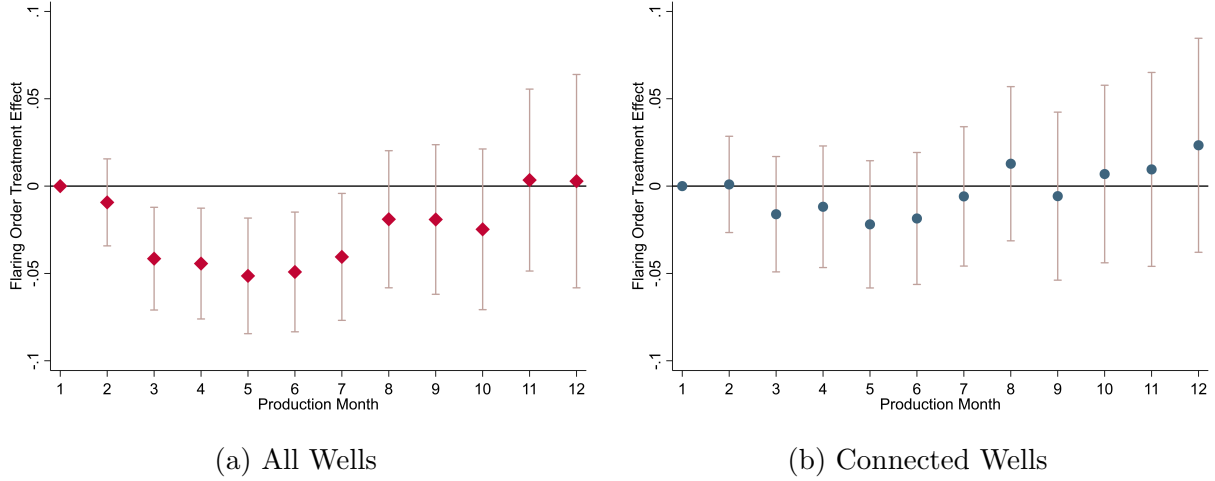 .1
.05
0
-.05
-.1
Flaring Order Treatment Effect
1 2 3 4 5 6 7 8 9 10 11 12
Production Month
(a) All Wells
.1
.05
0
-.05
-.1
Flaring Order Treatment Effect
1 2 3 4 5 6 7 8 9 10 11 12
Production Month
(b) Connected Wells